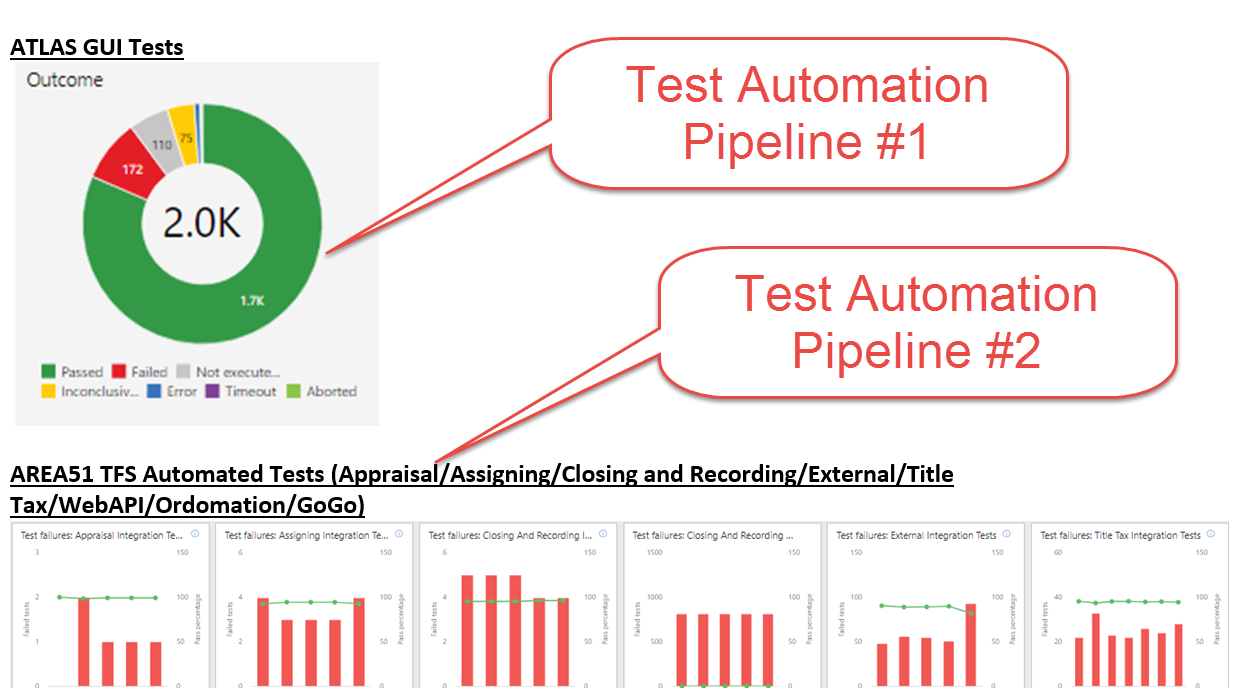 ATLAS GUI Tests
Outcome
Test Automation
Pipeline #1
110
75
172
2.0K
1.7K
Test Automation
Pipeline #2
Passed Failed Not execute...
Inconclusiv... Error Timeout Aborted
AREA51 TFS Automated Tests (Appraisal/Assigning/Closing and Recording/External/Title
Tax/WebAPI/Ordomation/GoGo)
Test failures: Appraisal Integration Te...
3 150
2 100
1 50
0 0
Failed tests
Pass percentage
Test failures: Assigning Integration Te...
6 150
4 100
2 50
0 0
Failed tests
Pass percentage
Test failures: Closing And Recording I...
6 150
4 100
2 50
0 0
Failed tests
Pass percentage
Test failures: Closing And Recording ...
1500 150
1000 100
500 50
0 0
Failed tests
Pass percentage
Test failures: External Integration Tests
150 150
100 100
50 50
0 0
Failed tests
Pass percentage
Test failures: Title Tax Integration Tests
60 150
40 100
20 50
0 0
Failed tests
Pass percentage